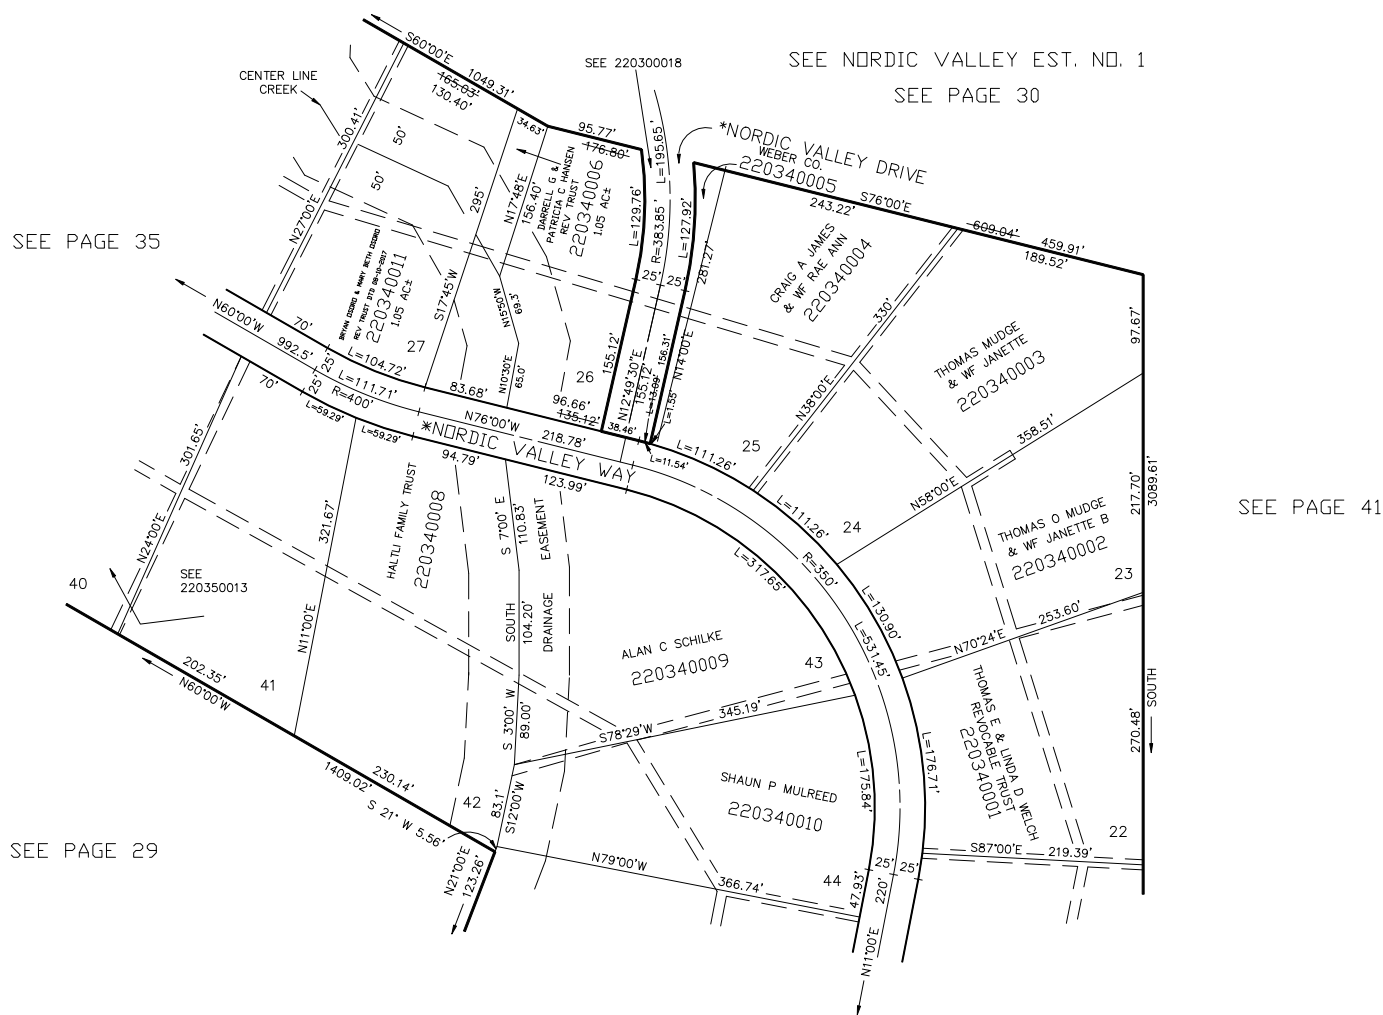 SEE NORDIC VALLEY EST. NO. 1
SEE PAGE 30
S60°00'E
1049.31'
165.03'
130.40'
CENTER LINE
CREEK
300.41'
50'
50'
N27°00'E
34.63'
95.77'
176.80'
SEE 220300018
L=195.65'
*NORDIC VALLEY DRIVE
WEBER CO.
220340005
S76°00'E
243.22'
609.04'
459.91'
189.52'
SEE PAGE 35
295'
N17°48'E
156.40'
DARRELL G &
PATRICIA C HANSEN
REV TRUST
220340006
1.05 AC±
L=129.76'
R=383.85'
L=127.92'
25'
25'
281.27'
CRAIG A JAMES
& WF RAE ANN
220340004
330'
N38°00'E
REV TRUST DTD 08-10-2017
220340011
1.05 AC±
S17°45'W
N15°50'W
69.3'
N10°30'E
65.0'
27
26
155.12'
N12°49'30"E
155.12'
L=13.99'
156.31'
N14°00'E
L=1.55'
THOMAS MUDGE
& WF JANETTE
220340003
977.67'
N60°00'W
992.5'
70'
L=104.72'
L=111.71'
R=400'
25'
25'
70'
L=59.29'
L=59.29'
83.68'
96.66'
135.12'
38.46'
N76°00'W
218.78'
*NORDIC VALLEY WAY
94.79'
123.99'
L=11.54'
L=111.26'
25
L=111.26'
24
N58°00'E
358.51'
217.70'
3089.61'
SEE PAGE 41
301.65'
N24°00'E
321.67'
N11°00'E
HALTLI FAMILY TRUST
220340008
S 7°00' E
110.83'
EASEMENT
DRAINAGE
SOUTH
104.20'
S 3°00' W
89.00'
L=317.65'
R=350'
L=130.90'
L=531.45'
THOMAS O MUDGE
& WF JANETTE B
220340002
23
N70°24'E
253.60'
40
SEE
220350013
41
202.35'
N60°00'W
ALAN C SCHILKE
220340009
43
345.19'
S78°29'W
THOMAS E & LINDA D WELCH
REVOCABLE TRUST
220340001
SOUTH
270.48'
L=176.71'
L=175.84'
230.14'
1409.02'
42
83.1'
S12°00'W
S 21° W 5.56'
SHAUN P MULREED
220340010
22
S87°00'E
219.39'
SEE PAGE 29
N21°00'E
123.26'
N79°00'W
366.74'
44
47.93'
25'
25'
220'
N11°00'E